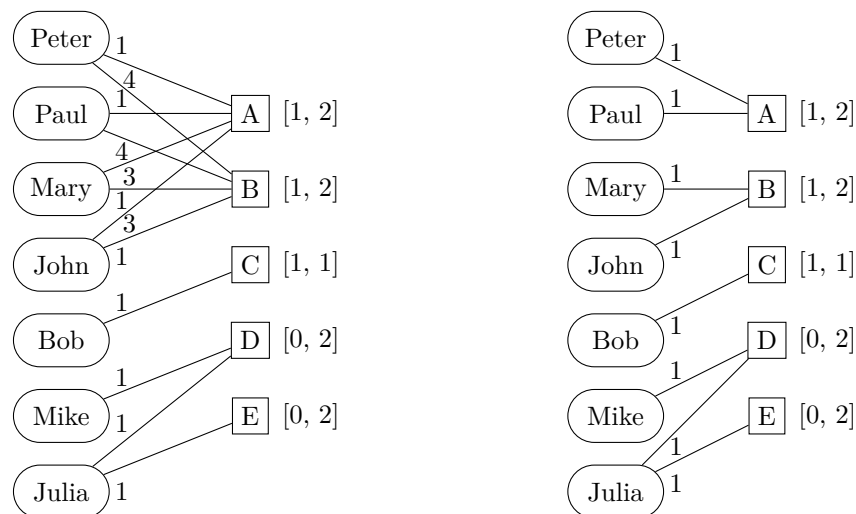 Peter
1
4
Paul
1
A
[1, 2]
4
Mary
3
B
[1, 2]
1
3
John
1
C
[1, 1]
1
Bob
D
[0, 2]
1
Mike
1
E
[0, 2]
Julia
1
Peter
1
Paul
1
A
[1, 2]
Mary
1
B
[1, 2]
John
1
C
[1, 1]
Bob
1
D
[0, 2]
Mike
1
E
[0, 2]
1
Julia
1